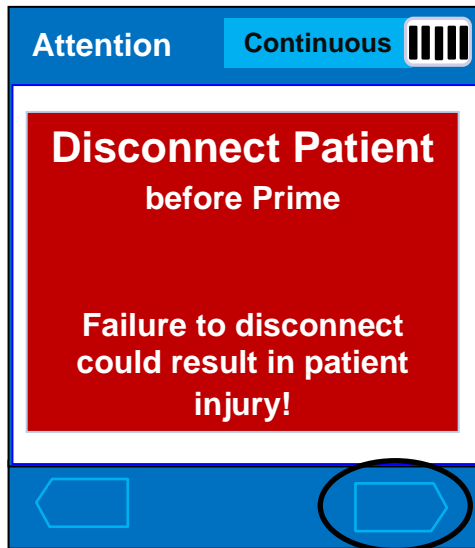 Attention
Continuous
Disconnect Patient
before Prime
Failure to disconnect
could result in patient
injury!